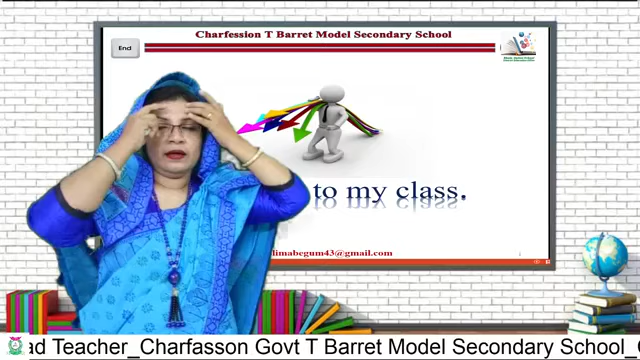 Charfession T Barret Model Secondary School
End
to my class.
limabegum43@gmail.com
ad Teacher_Charfasson Govt T Barret Model Secondary School_